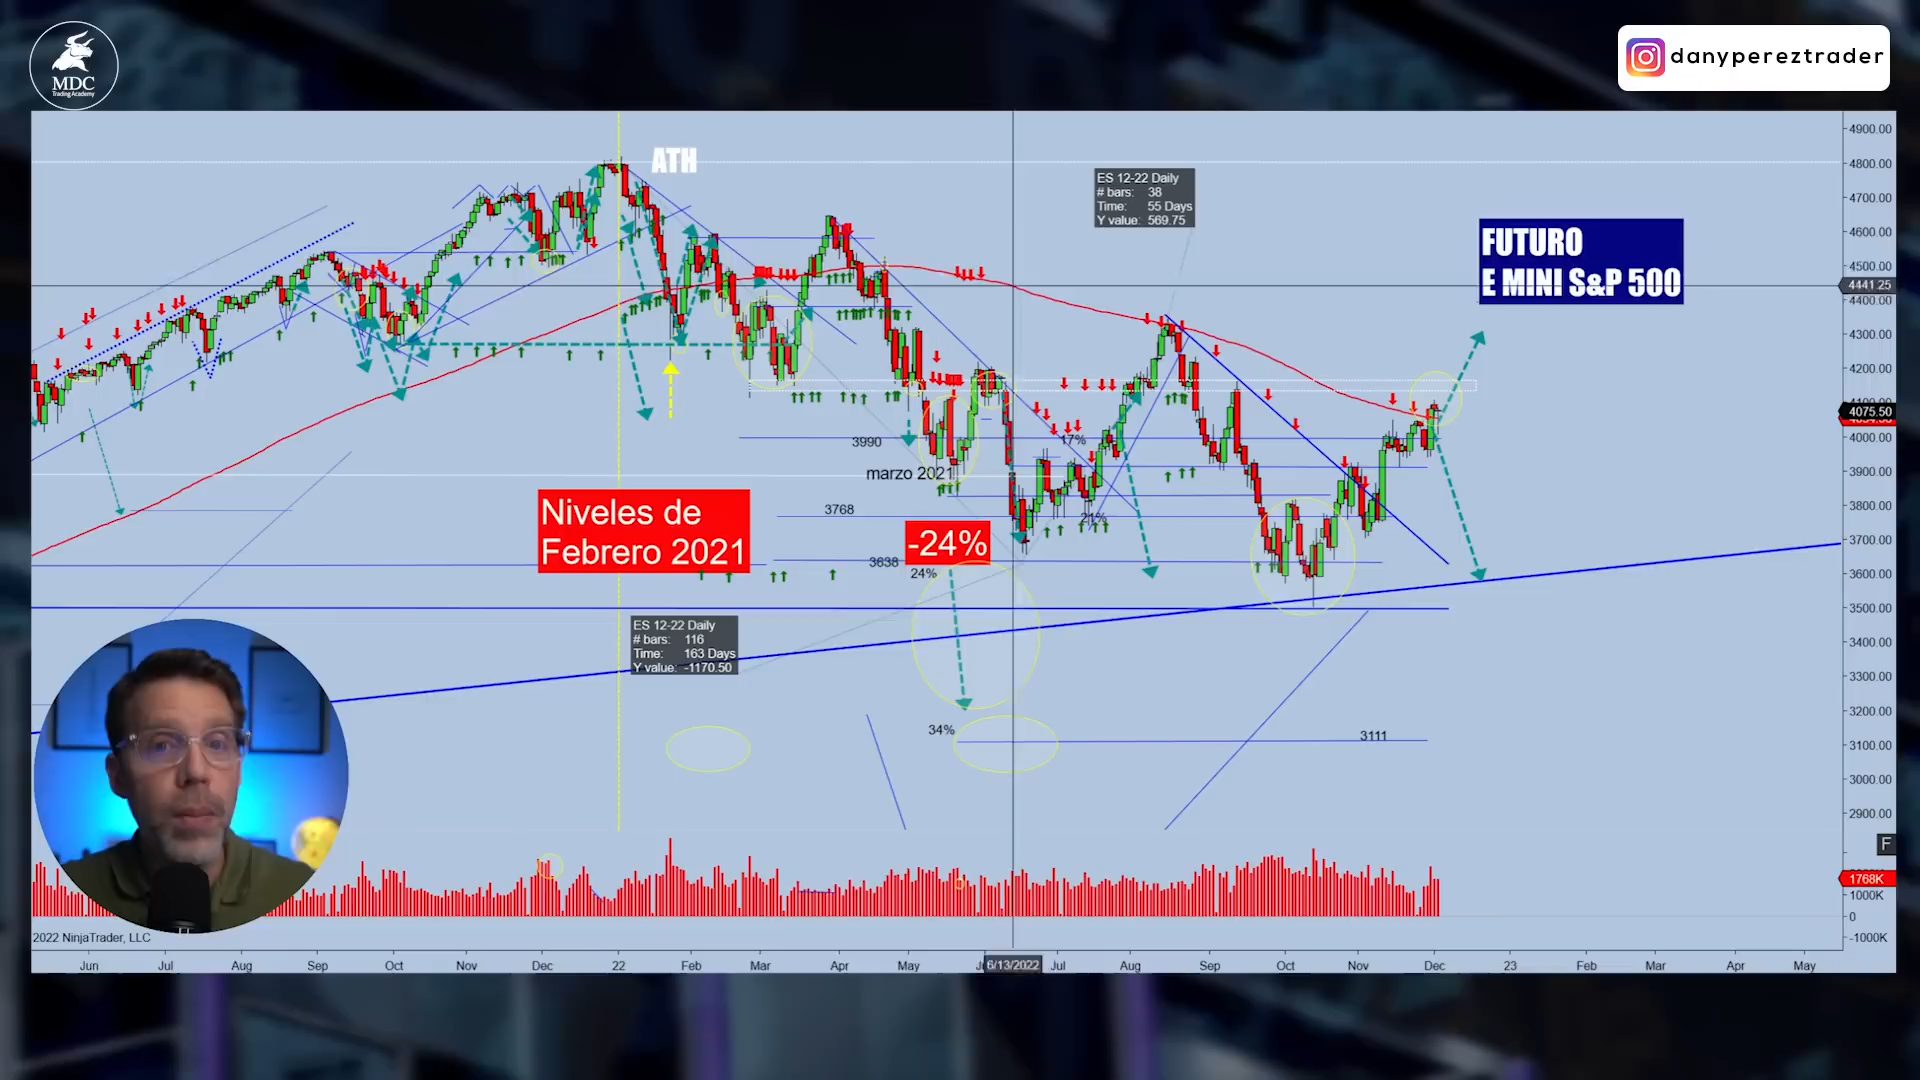 MDC
Trading Academy
danypereztrader
ATH
ES 12-22 Daily
# bars: 38
Time: 55 Days
Y value: 569.75
FUTURO
E MINI S&P 500
4900.00
4800.00
4700.00
4600.00
4500.00
4441.25
4400.00
4300.00
4200.00
4075.50
4000.00
3900.00
3800.00
3700.00
3600.00
3500.00
3400.00
3300.00
3200.00
3100.00
3000.00
2900.00
3990
17%
marzo 2021
3768
21%
Niveles de
Febrero 2021
-24%
3638
24%
ES 12-22 Daily
# bars: 116
Time: 163 Days
Y value: -1170.50
34%
3111
F
1768K
1000K
0
-1000K
2022 NinjaTrader, LLC
Jun Jul Aug Sep Oct Nov Dec 22 Feb Mar Apr May 6/13/2022 Jul Aug Sep Oct Nov Dec 23 Feb Mar Apr May